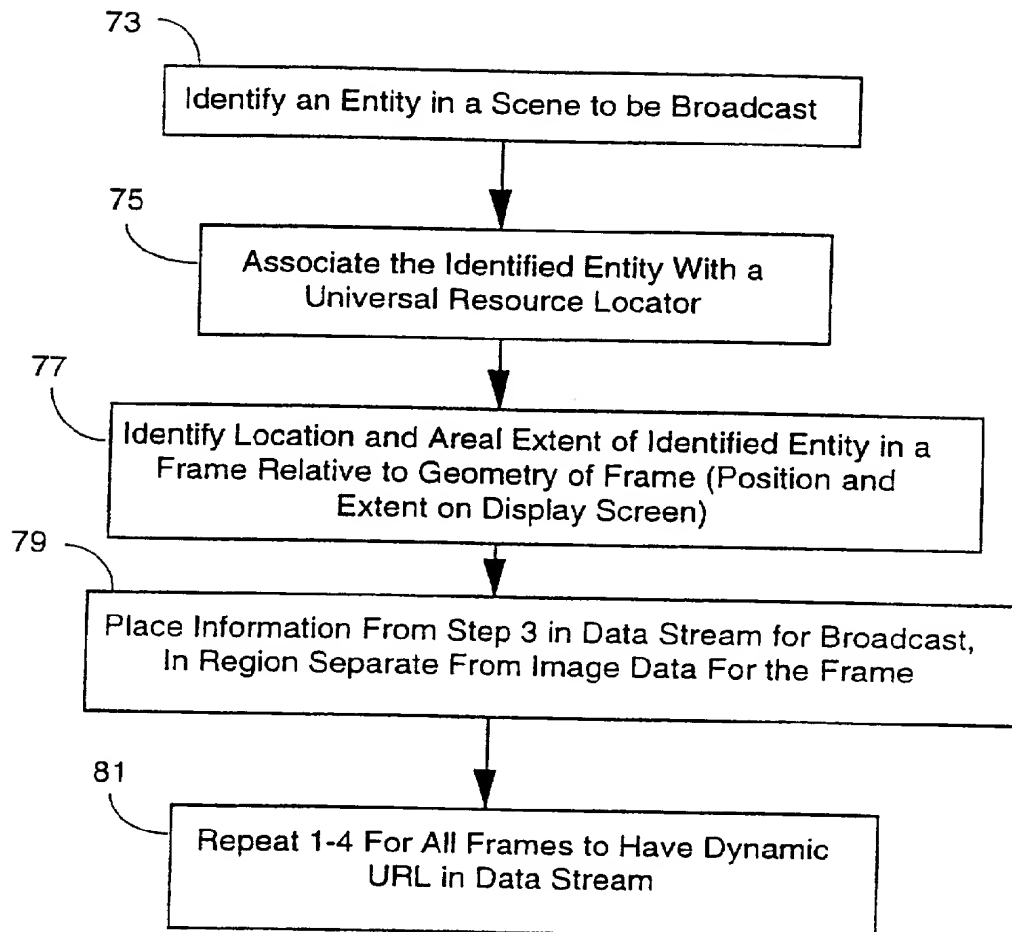 73
Identify an Entity in a Scene to be Broadcast
75
Associate the Identified Entity With a
Universal Resource Locator
77
Identify Location and Areal Extent of Identified Entity in a
Frame Relative to Geometry of Frame (Position and
Extent on Display Screen)
79
Place Information From Step 3 in Data Stream for Broadcast,
In Region Separate From Image Data For the Frame
81
Repeat 1-4 For All Frames to Have Dynamic
URL in Data Stream